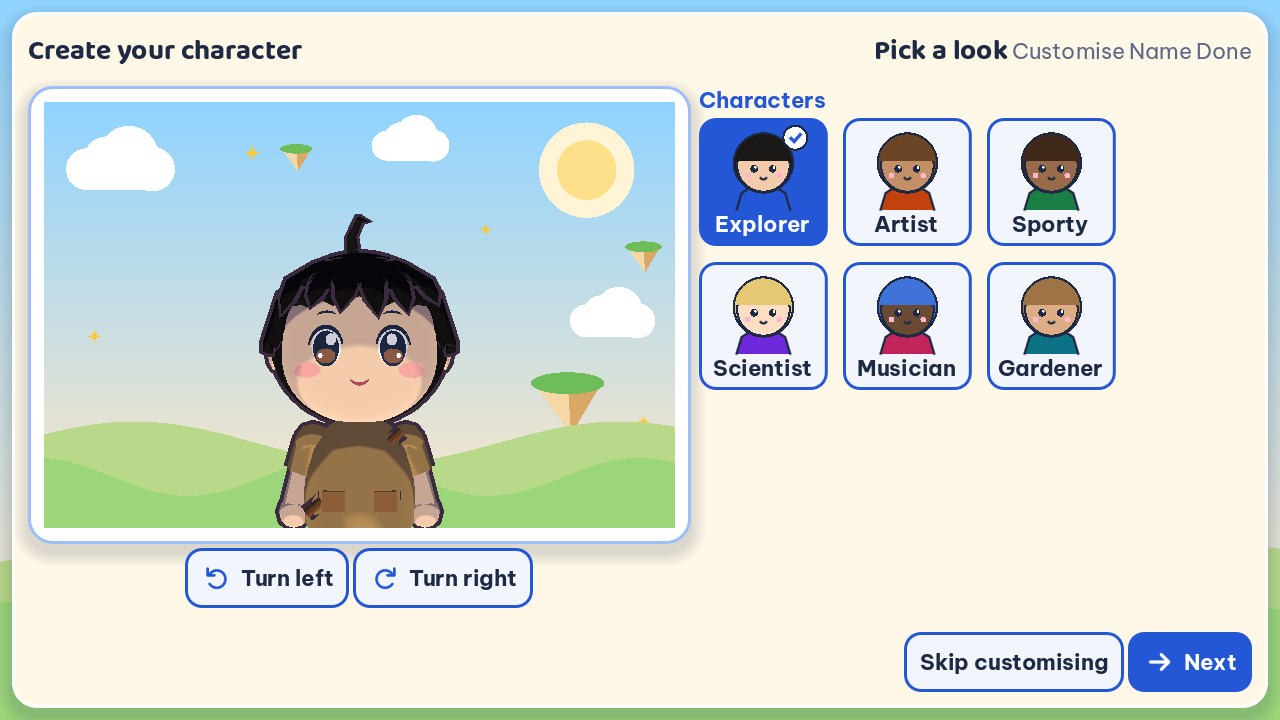 Create your character
Pick a look Customise Name Done
Characters
Explorer
Artist
Sporty
Scientist
Musician
Gardener
Turn left
Turn right
Skip customising
Next